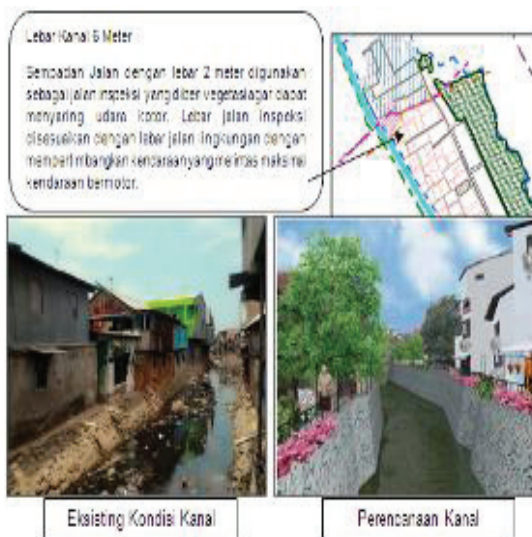 Lebar Kanal 6 Meter
Sempadan Jalan dengan lebar 2 meter digunakan
sebagai jalan inspeksi yang diberi vegetasi agar dapat
menyaring udara kotor. Lebar jalan inspeksi
disesuaikan dengan lebar jalan lingkungan dengan
mempertimbangkan kendaraan yang melintas maksimal
kendaraan bermotor.
Eksisting Kondisi Kanal
Perencanaan Kanal